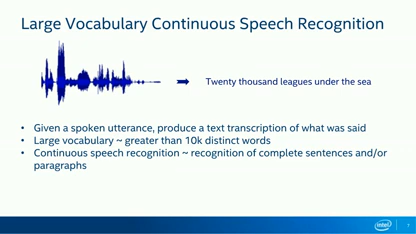 Large Vocabulary Continuous Speech Recognition
Twenty thousand leagues under the sea
• Given a spoken utterance, produce a text transcription of what was said
• Large vocabulary ~ greater than 10k distinct words
• Continuous speech recognition ~ recognition of complete sentences and/or
paragraphs
intel